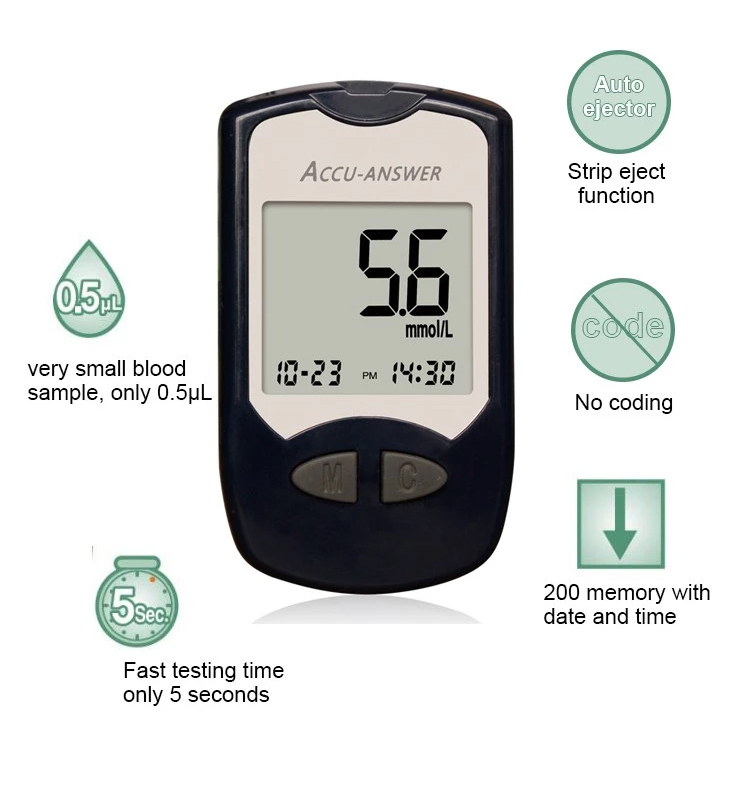 Auto
ejector
Strip eject
function
ACCU-ANSWER
5.6
mmol/L
10-23 PM 14:30
0.5µL
very small blood
sample, only 0.5µL
code
No coding
M C
200 memory with
date and time
5Sec.
Fast testing time
only 5 seconds